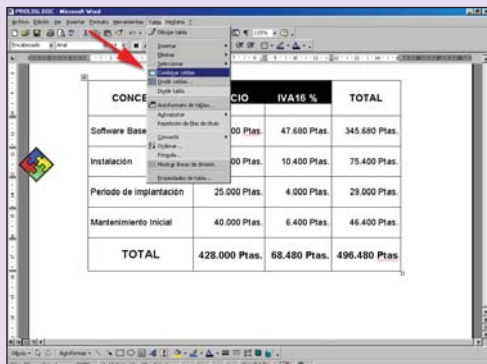 PROLOG.DOC - Microsoft Word
Archivo Edición Ver Insertar Formato Herramientas Tabla Ventana ?
Dibujar tabla
Insertar
Eliminar
Seleccionar
Combinar celdas
Dividir celdas...
Dividir tabla
Autoformato de tablas...
Autoajustar
Repetición de filas de título
Convertir
Ordenar...
Fórmula...
Mostrar líneas de división
Propiedades de tabla...
Encabezado Arial
CONCE CIO IVA16 % TOTAL
Software Base 00 Ptas. 47.680 Ptas. 345.680 Ptas.
Instalación 00 Ptas. 10.400 Ptas. 75.400 Ptas.
Periodo de implantación 25.000 Ptas. 4.000 Ptas. 29.000 Ptas.
Mantenimiento Inicial 40.000 Ptas. 6.400 Ptas. 46.400 Ptas.
TOTAL 428.000 Ptas. 68.480 Ptas. 496.480 Ptas
Dibujo Autoformas